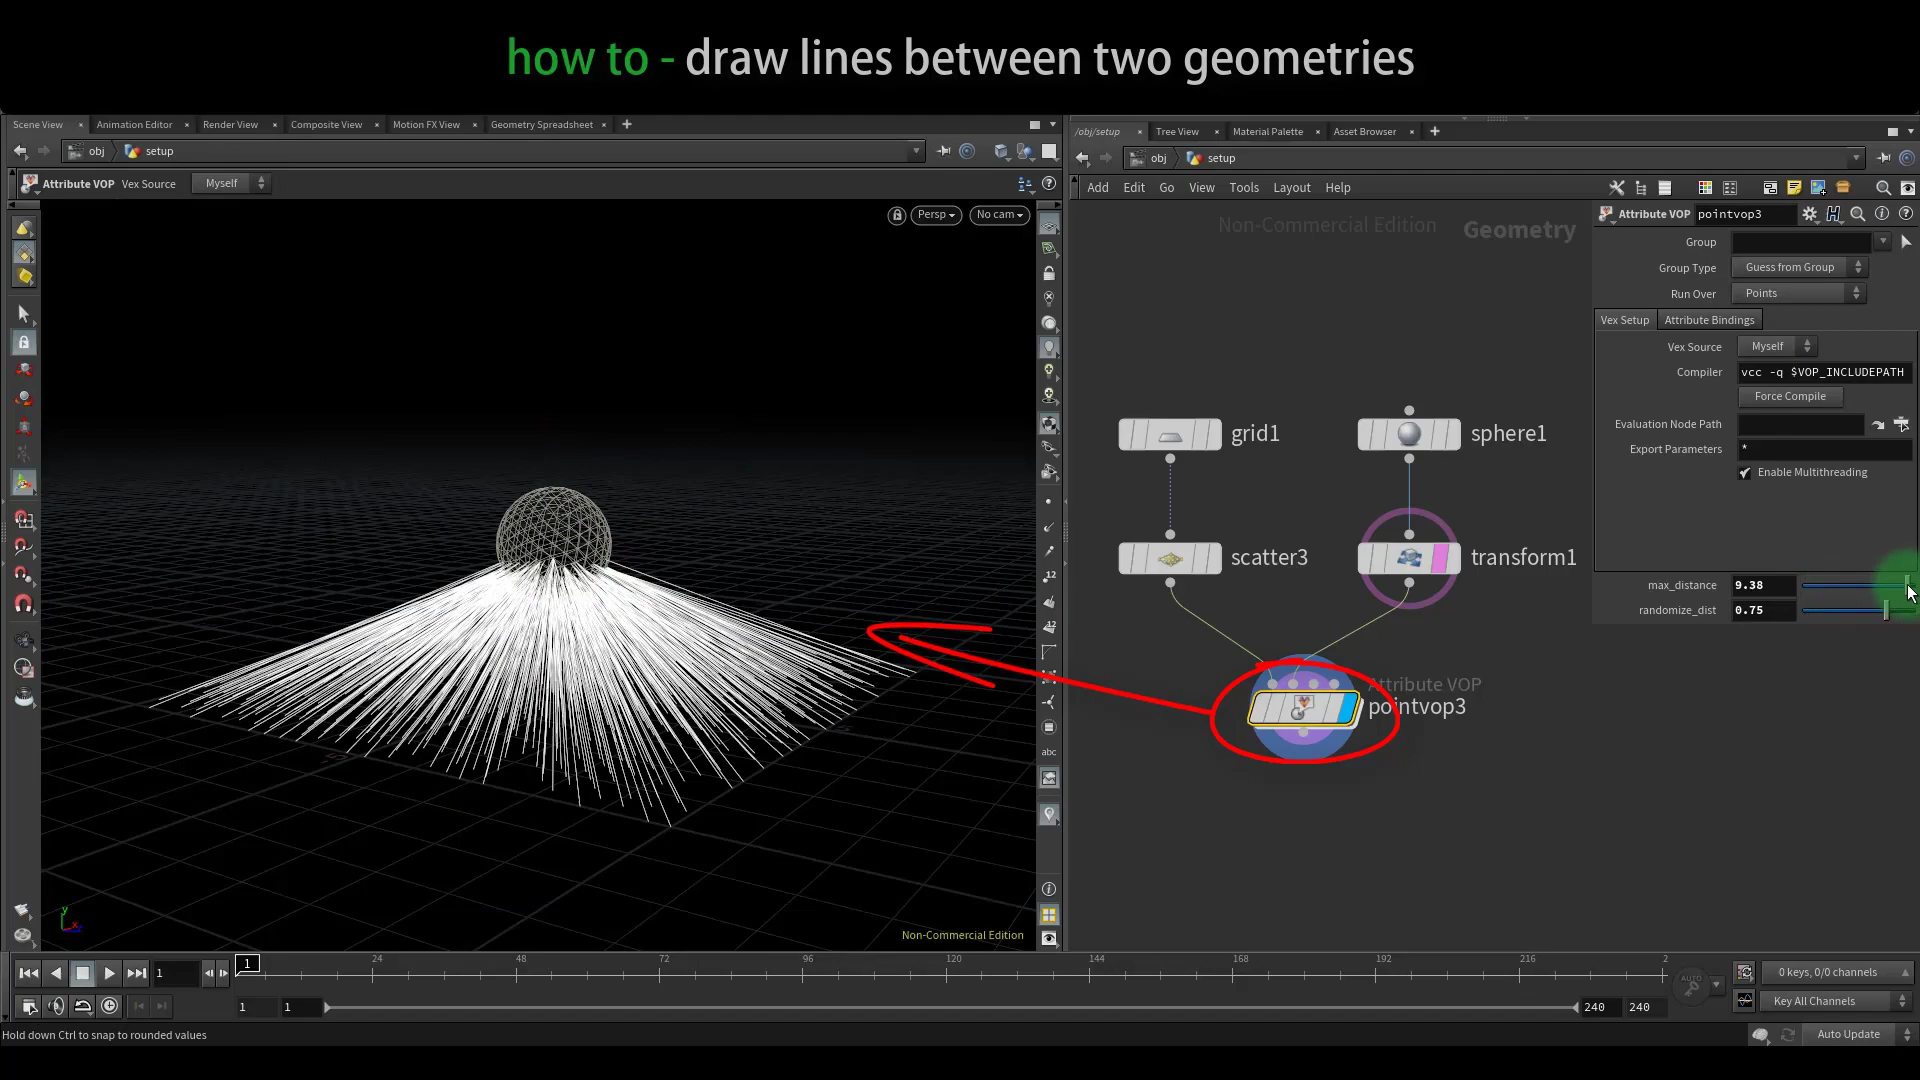 how to - draw lines between two geometries
Scene View
Animation Editor
Render View
Composite View
Motion FX View
Geometry Spreadsheet
obj
setup
Attribute VOP
Vex Source
Myself
Persp
No cam
12
12
abc
y
x
Non-Commercial Edition
/obj/setup
Tree View
Material Palette
Asset Browser
obj
setup
Add
Edit
Go
View
Tools
Layout
Help
Non-Commercial Edition
Geometry
grid1
sphere1
scatter3
transform1
Attribute VOP
pointvop3
Attribute VOP
pointvop3
Group
Group Type
Guess from Group
Run Over
Points
Vex Setup
Attribute Bindings
Vex Source
Myself
Compiler
vcc -q $VOP_INCLUDEPATH
Force Compile
Evaluation Node Path
Export Parameters
*
Enable Multithreading
max_distance
9.38
randomize_dist
0.75
1
1
24
48
72
96
120
144
168
192
216
2
AUTO
0 keys, 0/0 channels
1
1
240
240
Key All Channels
Hold down Ctrl to snap to rounded values
Auto Update